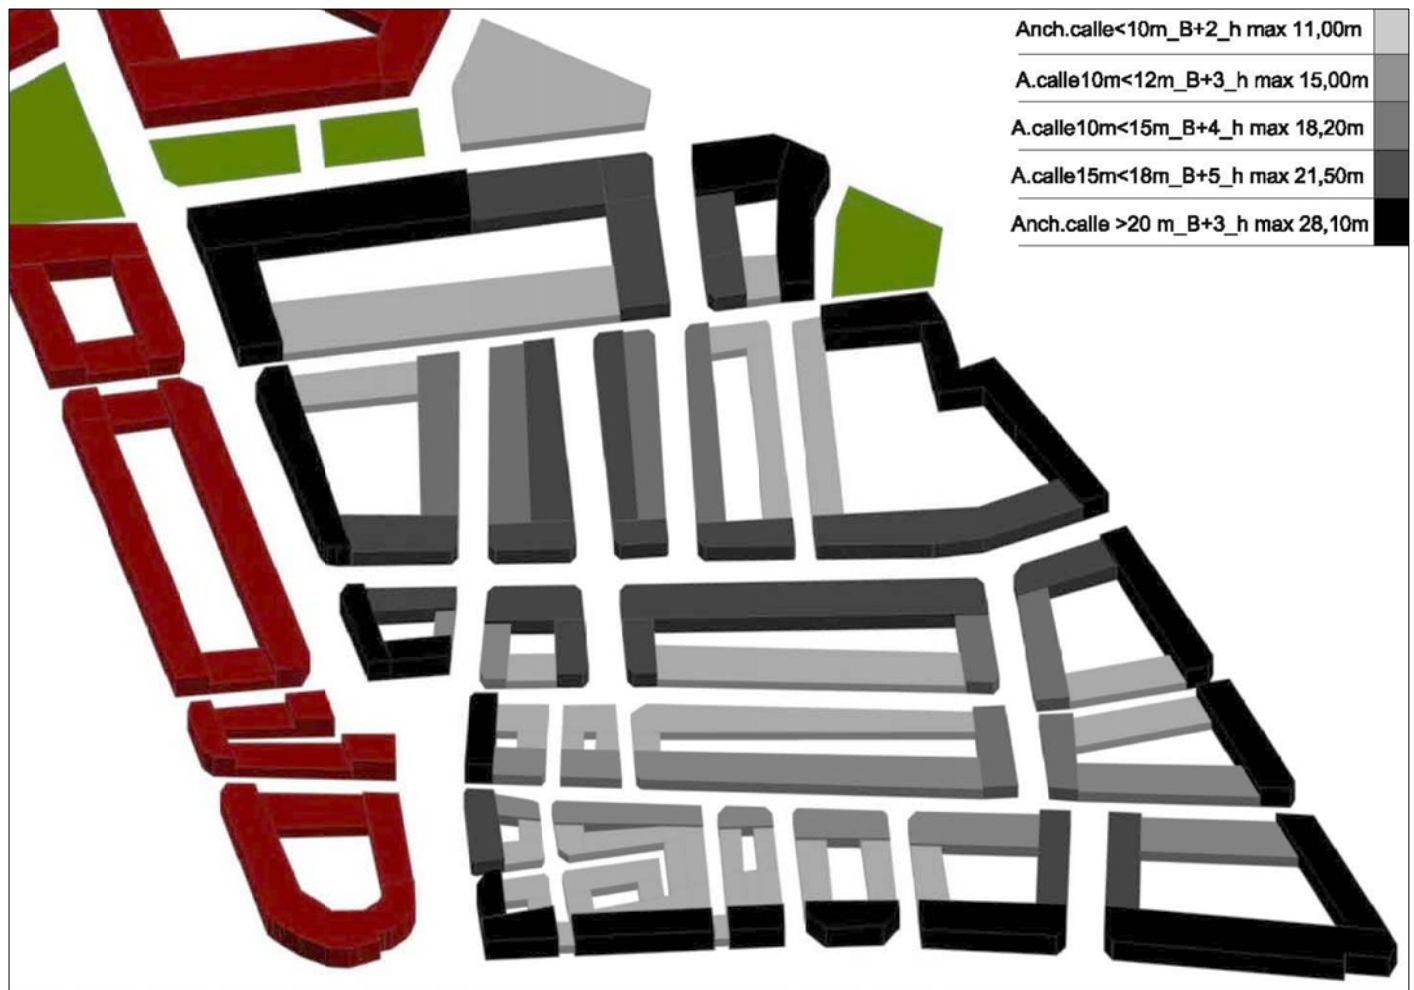 Anch.calle<10m_B+2_h max 11,00m
A.calle10m<12m_B+3_h max 15,00m
A.calle10m<15m_B+4_h max 18,20m
A.calle15m<18m_B+5_h max 21,50m
Anch.calle >20 m_B+3_h max 28,10m